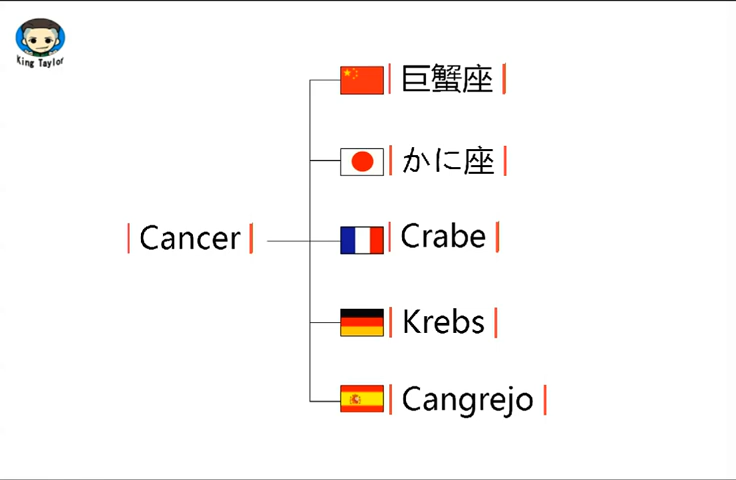 King Taylor
巨蟹座
かに座
Cancer
Crabe
Krebs
Cangrejo